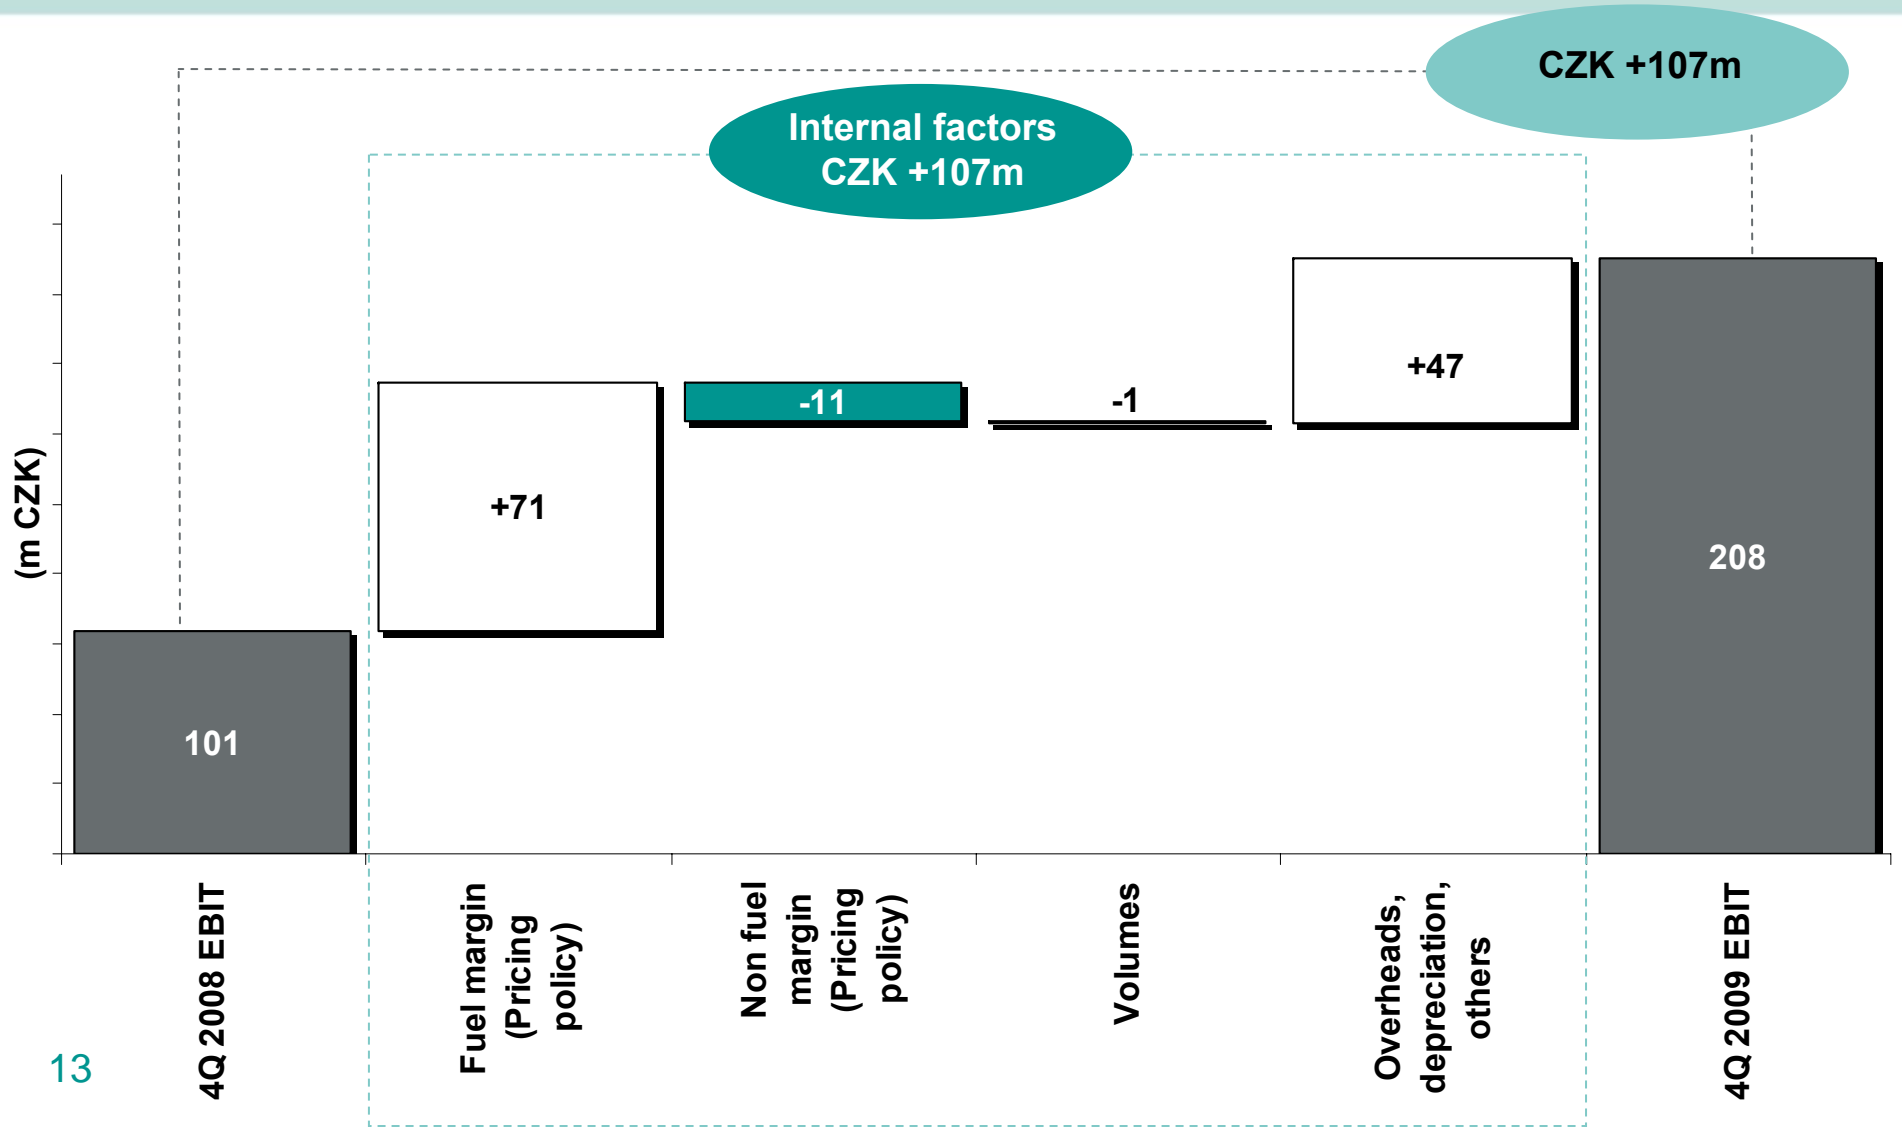 CZK +107m
Internal factors
CZK +107m
(m CZK)
101
+71
-11
-1
+47
208
4Q 2008 EBIT
Fuel margin
(Pricing
policy)
Non fuel
margin
(Pricing
policy)
Volumes
Overheads,
depreciation,
others
4Q 2009 EBIT
13